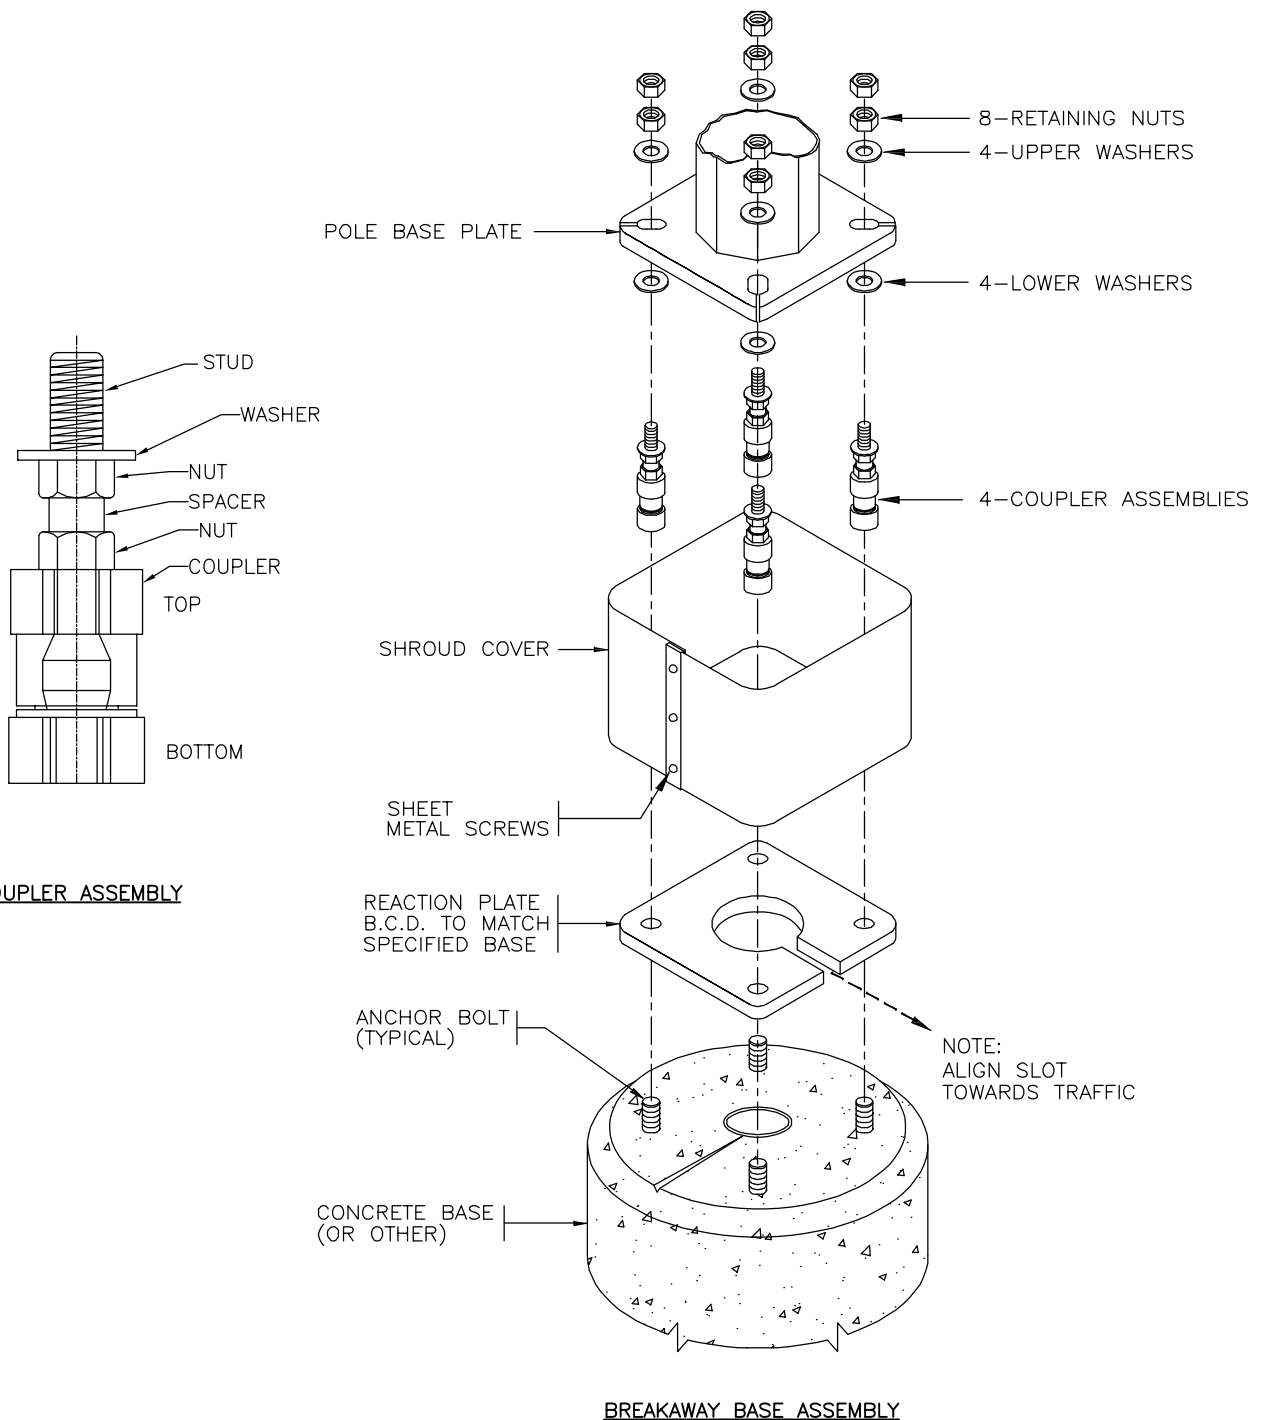 8-RETAINING NUTS
4-UPPER WASHERS
POLE BASE PLATE
4-LOWER WASHERS
STUD
WASHER
NUT
SPACER
NUT
COUPLER
TOP
BOTTOM
4-COUPLER ASSEMBLIES
SHROUD COVER
SHEET
METAL SCREWS
OUPLER ASSEMBLY
REACTION PLATE
B.C.D. TO MATCH
SPECIFIED BASE
ANCHOR BOLT
(TYPICAL)
NOTE:
ALIGN SLOT
TOWARDS TRAFFIC
CONCRETE BASE
(OR OTHER)
BREAKAWAY BASE ASSEMBLY